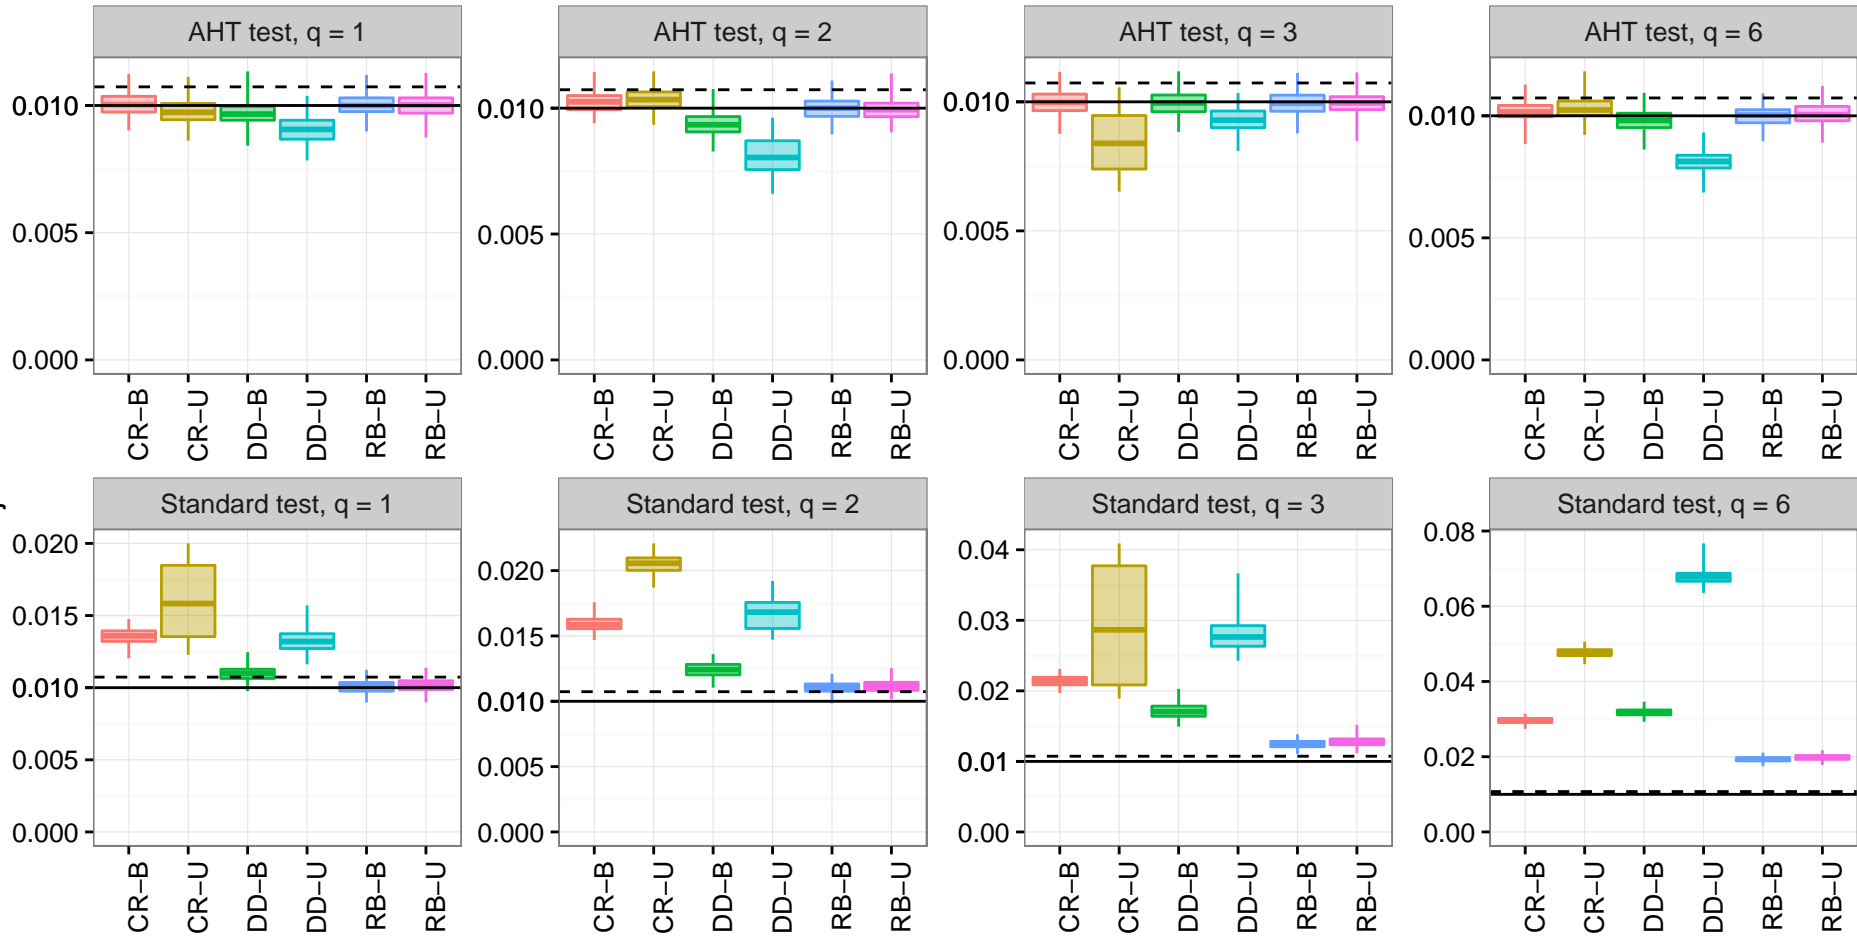 AHT test, q = 1
AHT test, q = 2
AHT test, q = 3
AHT test, q = 6
0.010
0.005
0.000
0.010
0.005
0.000
0.010
0.005
0.000
0.010
0.005
0.000
CR−B
CR−U
DD−B
DD−U
RB−B
RB−U
CR−B
CR−U
DD−B
DD−U
RB−B
RB−U
CR−B
CR−U
DD−B
DD−U
RB−B
RB−U
CR−B
CR−U
DD−B
DD−U
RB−B
RB−U
Standard test, q = 1
Standard test, q = 2
Standard test, q = 3
Standard test, q = 6
0.020
0.015
0.010
0.005
0.000
0.020
0.015
0.010
0.005
0.000
0.04
0.03
0.02
0.01
0.00
0.08
0.06
0.04
0.02
0.00
CR−B
CR−U
DD−B
DD−U
RB−B
RB−U
CR−B
CR−U
DD−B
DD−U
RB−B
RB−U
CR−B
CR−U
DD−B
DD−U
RB−B
RB−U
CR−B
CR−U
DD−B
DD−U
RB−B
RB−U